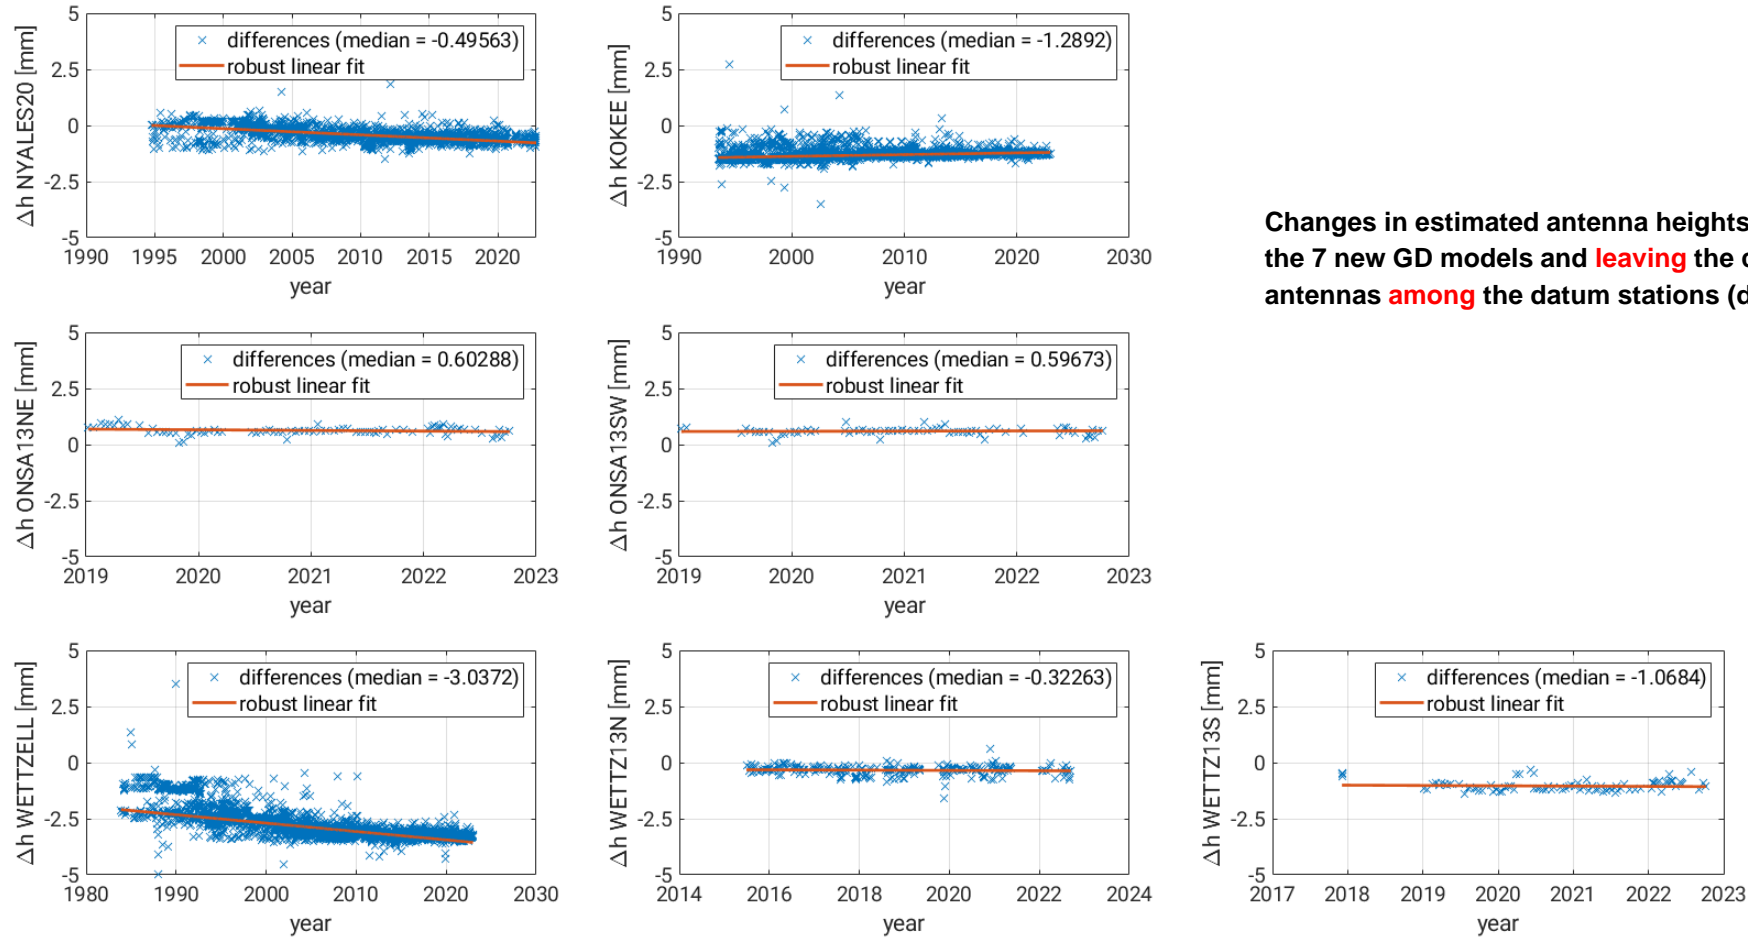 5
2.5
0
-2.5
-5
Δh NYALES20 [mm]
differences (median = -0.49563)
robust linear fit
1990 1995 2000 2005 2010 2015 2020
year
5
2.5
0
-2.5
-5
Δh KOKEE [mm]
differences (median = -1.2892)
robust linear fit
1990 2000 2010 2020 2030
year
Changes in estimated antenna heights
the 7 new GD models and leaving the
antennas among the datum stations
5
2.5
0
-2.5
-5
Δh ONSA13NE [mm]
differences (median = 0.60288)
robust linear fit
2019 2020 2021 2022 2023
year
5
2.5
0
-2.5
-5
Δh ONSA13SW [mm]
differences (median = 0.59673)
robust linear fit
2019 2020 2021 2022 2023
year
5
2.5
0
-2.5
-5
Δh WETTZELL [mm]
differences (median = -3.0372)
robust linear fit
1980 1990 2000 2010 2020 2030
year
5
2.5
0
-2.5
-5
Δh WETTZ13N [mm]
differences (median = -0.32263)
robust linear fit
2014 2016 2018 2020 2022 2024
year
5
2.5
0
-2.5
-5
Δh WETTZ13S [mm]
differences (median = -1.0684)
robust linear fit
2017 2018 2019 2020 2021 2022 2023
year